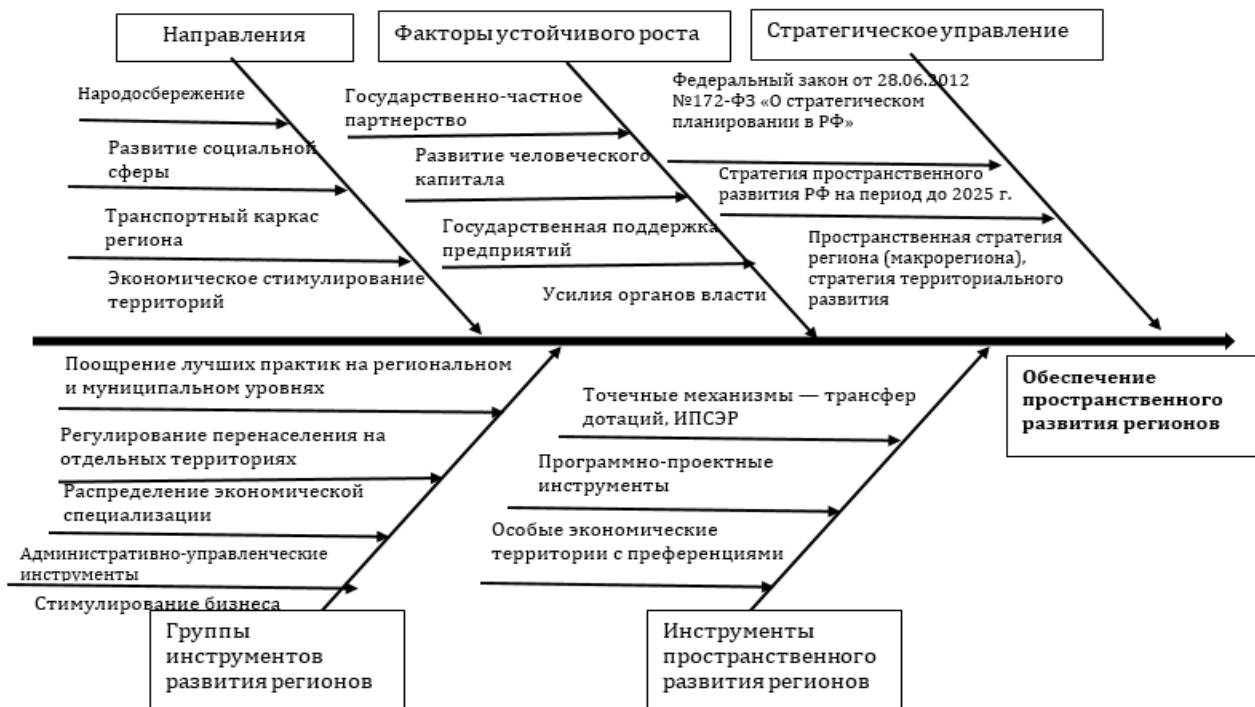 Направления
Народосбережение
Развитие социальной
сферы
Транспортный каркас
региона
Экономическое стимулирование
территорий
Факторы устойчивого роста
Государственно-частное
партнерство
Развитие человеческого
капитала
Государственная поддержка
предприятий
Усилия органов власти
Стратегическое управление
Федеральный закон от 28.06.2012
№172-ФЗ «О стратегическом
планировании в РФ»
Стратегия пространственного
развития РФ на период до 2025 г.
Пространственная стратегия
региона (макрорегиона),
стратегия территориального
развития
Обеспечение
пространственного
развития регионов
Поощрение лучших практик на региональном
и муниципальном уровнях
Регулирование перенаселения на
отдельных территориях
Распределение экономической
специализации
Административно-управленческие
инструменты
Стимулирование бизнеса
Группы
инструментов
развития регионов
Точечные механизмы — трансфер
дотаций, ИПСЭР
Программно-проектные
инструменты
Особые экономические
территории с преференциями
Инструменты
пространственного
развития регионов